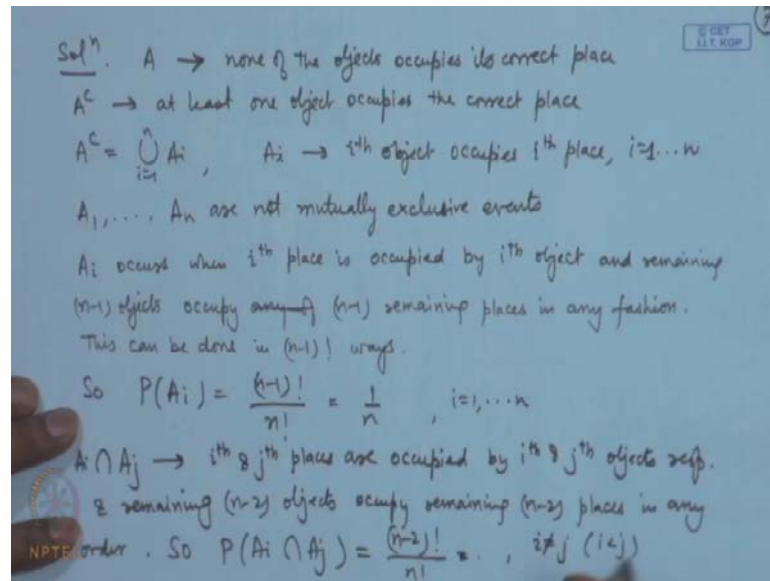 7
© CET
I.I.T. KGP
Solⁿ. A → none of the objects occupies its correct place
Aᶜ → at least one object occupies the correct place
Aᶜ = ⋃ⁿᵢ₌₁ Aᵢ, Aᵢ → iᵗʰ object occupies iᵗʰ place, i=1...n
A₁, ..., Aₙ are not mutually exclusive events
Aᵢ occurs when iᵗʰ place is occupied by iᵗʰ object and remaining
(n-1) objects occupy (n-1) remaining places in any fashion.
This can be done in (n-1)! ways.
So P(Aᵢ) = (n-1)!/n! = 1/n, i=1, ... n
Aᵢ ∩ Aⱼ → iᵗʰ & jᵗʰ places are occupied by iᵗʰ & jᵗʰ objects resp.
& remaining (n-2) objects occupy remaining (n-2) places in any
NPTEL
order. So P(Aᵢ ∩ Aⱼ) = (n-2)!/n! = ., i≠j (i<j)